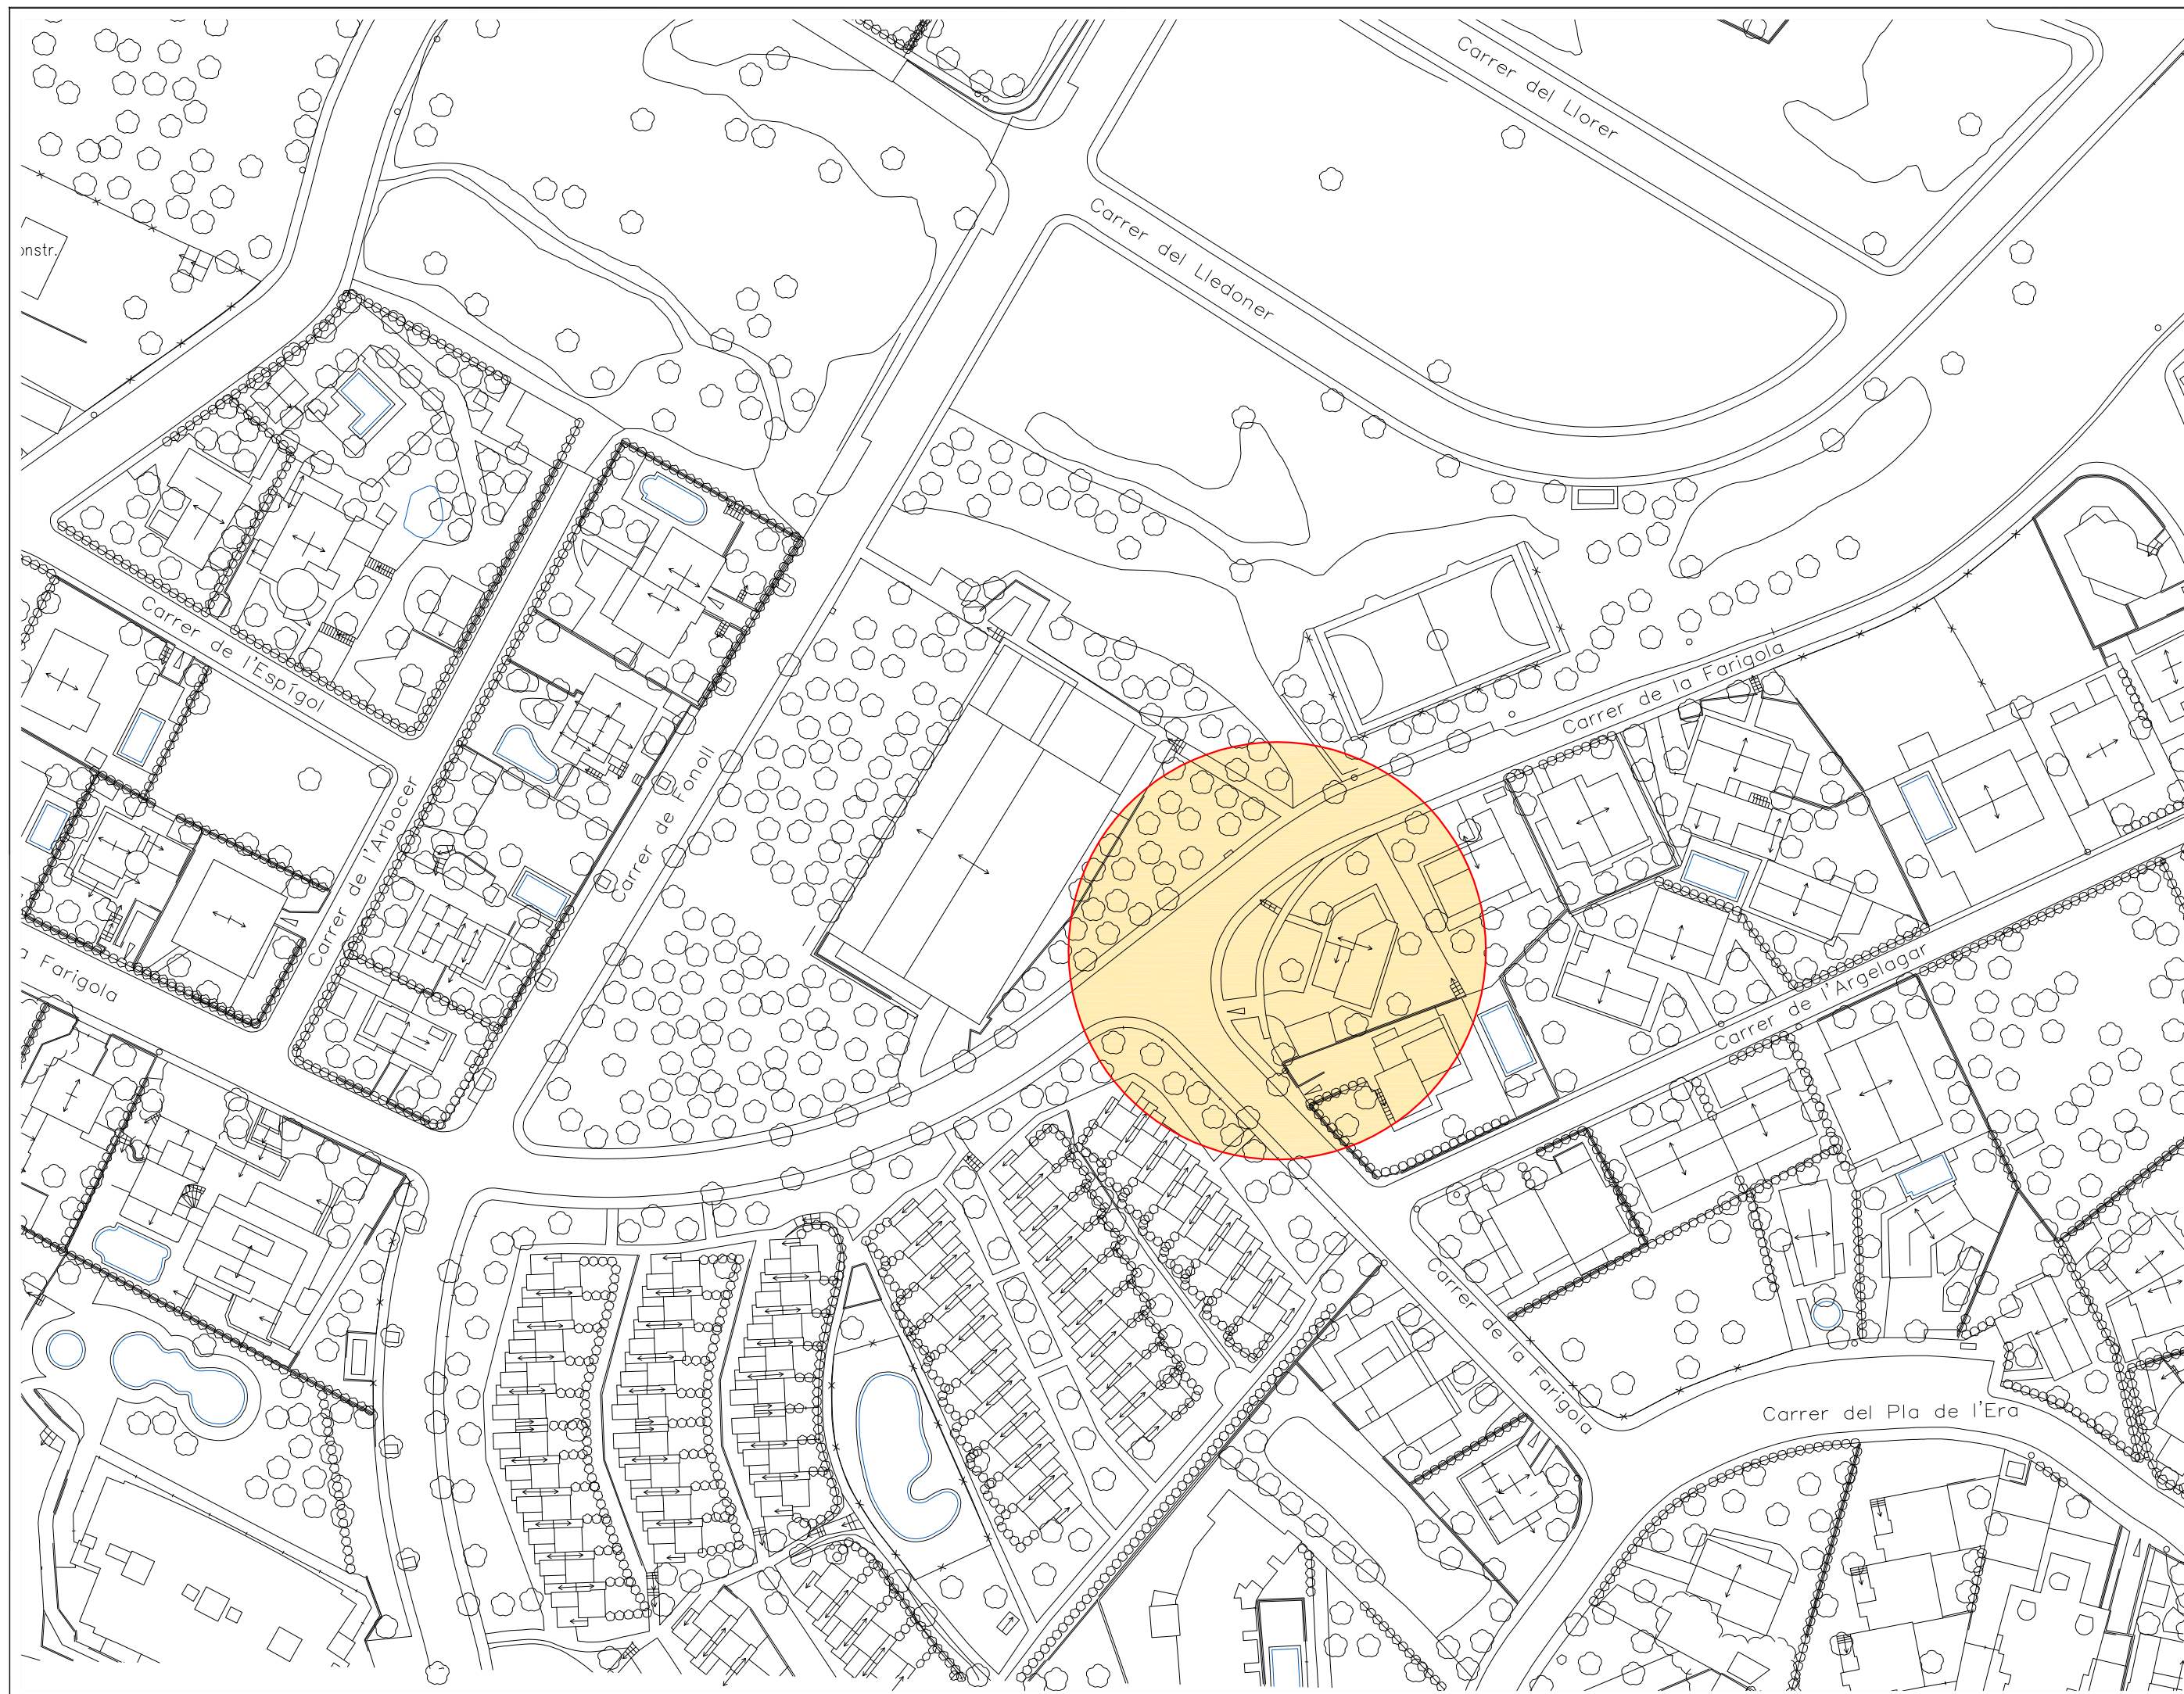 Carrer del Llorer
Carrer del Lledoner
onstr.
Carrer de l'Espígol
Carrer de la Farigola
Carrer de Fonoll
Carrer de l'Arbocer
a Farigola
Carrer de l'Argelagar
Carrer de la Farigola
Carrer del Pla de l'Era